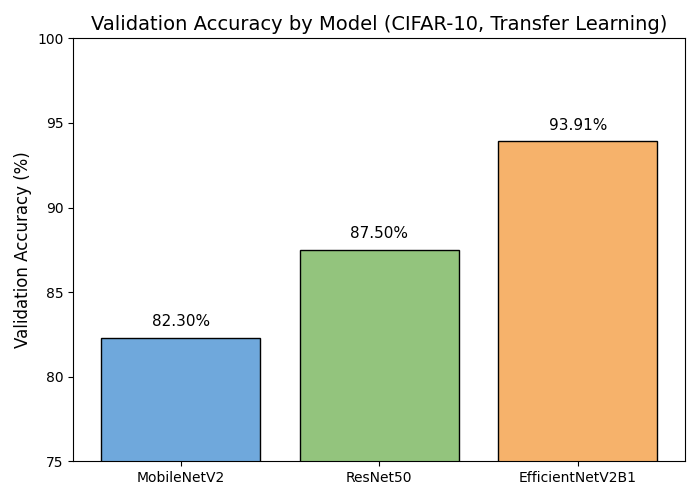 Validation Accuracy by Model (CIFAR-10, Transfer Learning)
Validation Accuracy (%)
100
95
90
85
80
75
82.30%
87.50%
93.91%
MobileNetV2
ResNet50
EfficientNetV2B1